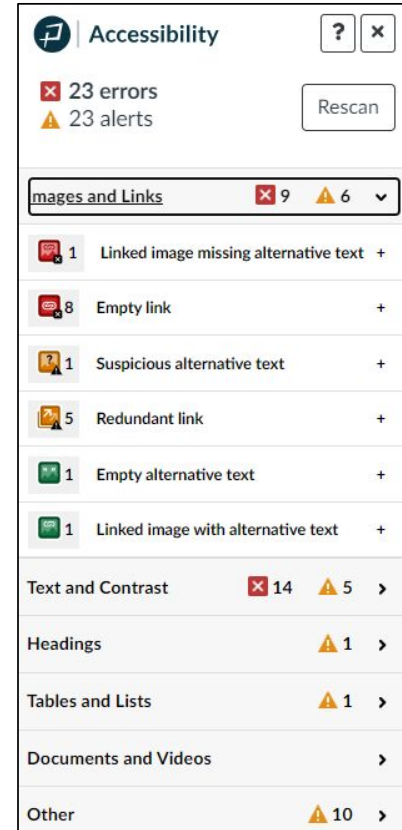 Accessibility ? ×
23 errors
23 alerts
Rescan
mages and Links 9 6
1 Linked image missing alternative text +
8 Empty link +
1 Suspicious alternative text +
5 Redundant link +
1 Empty alternative text +
1 Linked image with alternative text +
Text and Contrast 14 5
Headings 1
Tables and Lists 1
Documents and Videos
Other 10